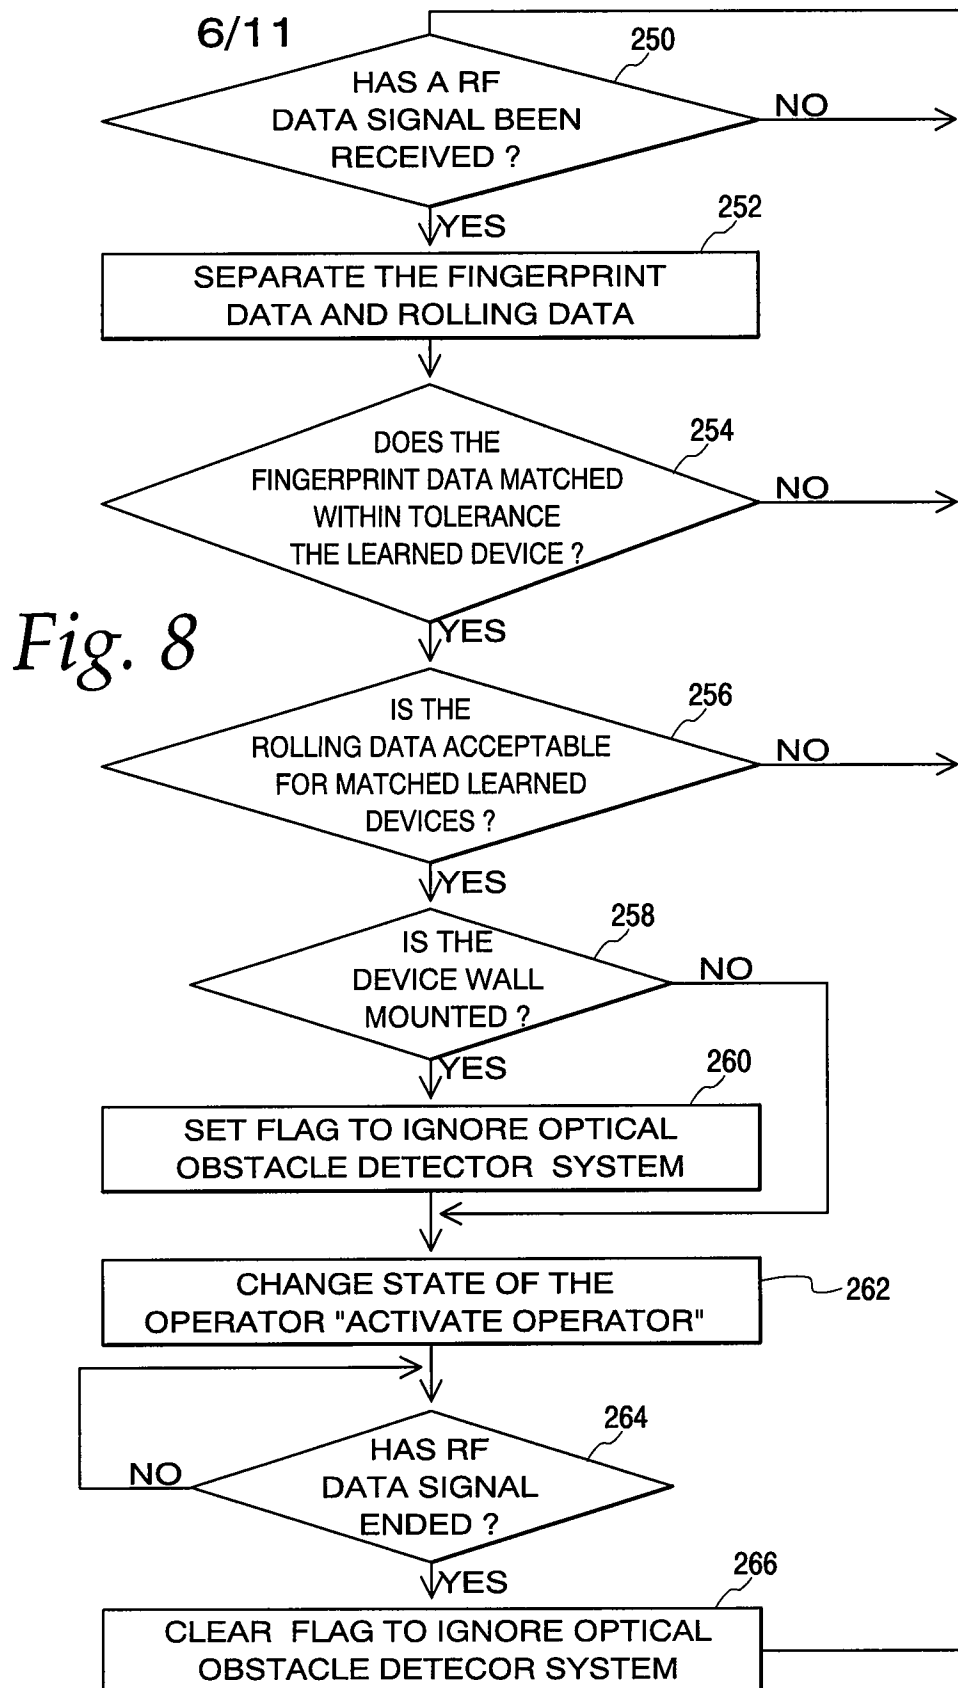 6/11
250
HAS A RF
DATA SIGNAL BEEN
RECEIVED ?
NO
YES
252
SEPARATE THE FINGERPRINT
DATA AND ROLLING DATA
254
DOES THE
FINGERPRINT DATA MATCHED
WITHIN TOLERANCE
THE LEARNED DEVICE ?
NO
YES
Fig. 8
256
IS THE
ROLLING DATA ACCEPTABLE
FOR MATCHED LEARNED
DEVICES ?
NO
YES
258
IS THE
DEVICE WALL
MOUNTED ?
NO
YES
260
SET FLAG TO IGNORE OPTICAL
OBSTACLE DETECTOR SYSTEM
CHANGE STATE OF THE
OPERATOR "ACTIVATE OPERATOR"
262
264
HAS RF
DATA SIGNAL
ENDED ?
NO
YES
266
CLEAR FLAG TO IGNORE OPTICAL
OBSTACLE DETECOR SYSTEM